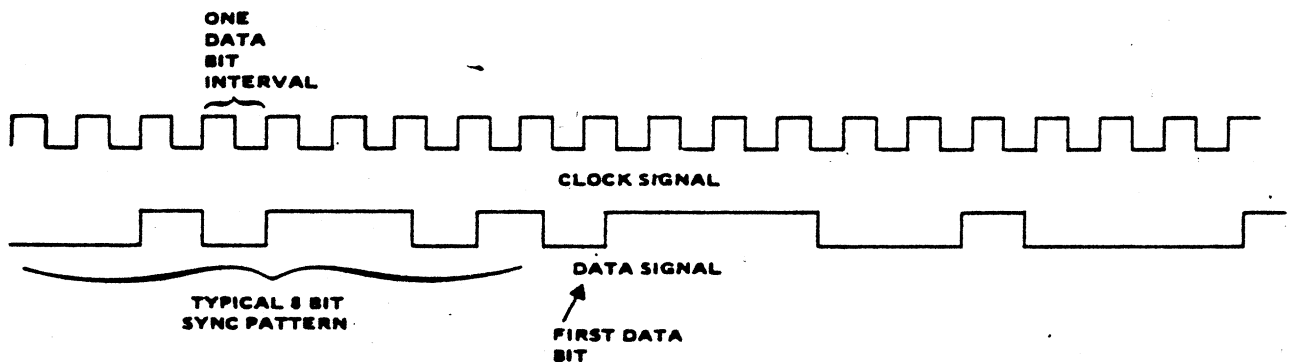 ONE
DATA
BIT
INTERVAL
CLOCK SIGNAL
DATA SIGNAL
TYPICAL 8 BIT
SYNC PATTERN
FIRST DATA
BIT